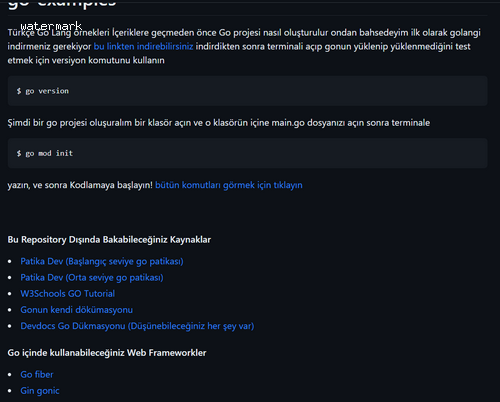 go-examples
watermark
Türkçe Go Lang örnekleri İçeriklere geçmeden önce Go projesi nasıl oluşturulur ondan bahsedeyim ilk olarak golangi
indirmeniz gerekiyor bu linkten indirebilirsiniz indirdikten sonra terminali açıp gonun yüklenip yüklenmediğini test
etmek için versiyon komutunu kullanın
$ go version
Şimdi bir go projesi oluşuralım bir klasör açın ve o klasörün içine main.go dosyanızı açın sonra terminale
$ go mod init
yazın, ve sonra Kodlamaya başlayın! bütün komutları görmek için tıklayın
Bu Repository Dışında Bakabileceğiniz Kaynaklar
Patika Dev (Başlangıç seviye go patikası)
Patika Dev (Orta seviye go patikası)
W3Schools GO Tutorial
Gonun kendi dökümasyonu
Devdocs Go Dükmasyonu (Düşünebileceğiniz her şey var)
Go içinde kullanabileceğiniz Web Frameworkler
Go fiber
Gin gonic